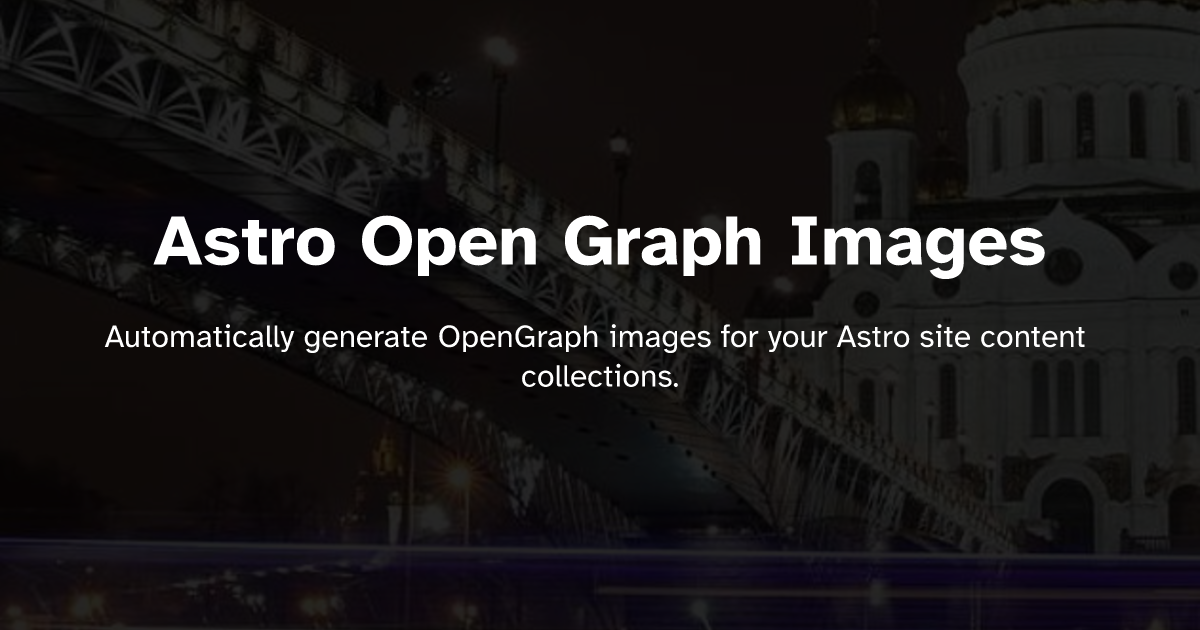 Astro Open Graph Images
Automatically generate OpenGraph images for your Astro site content
collections.